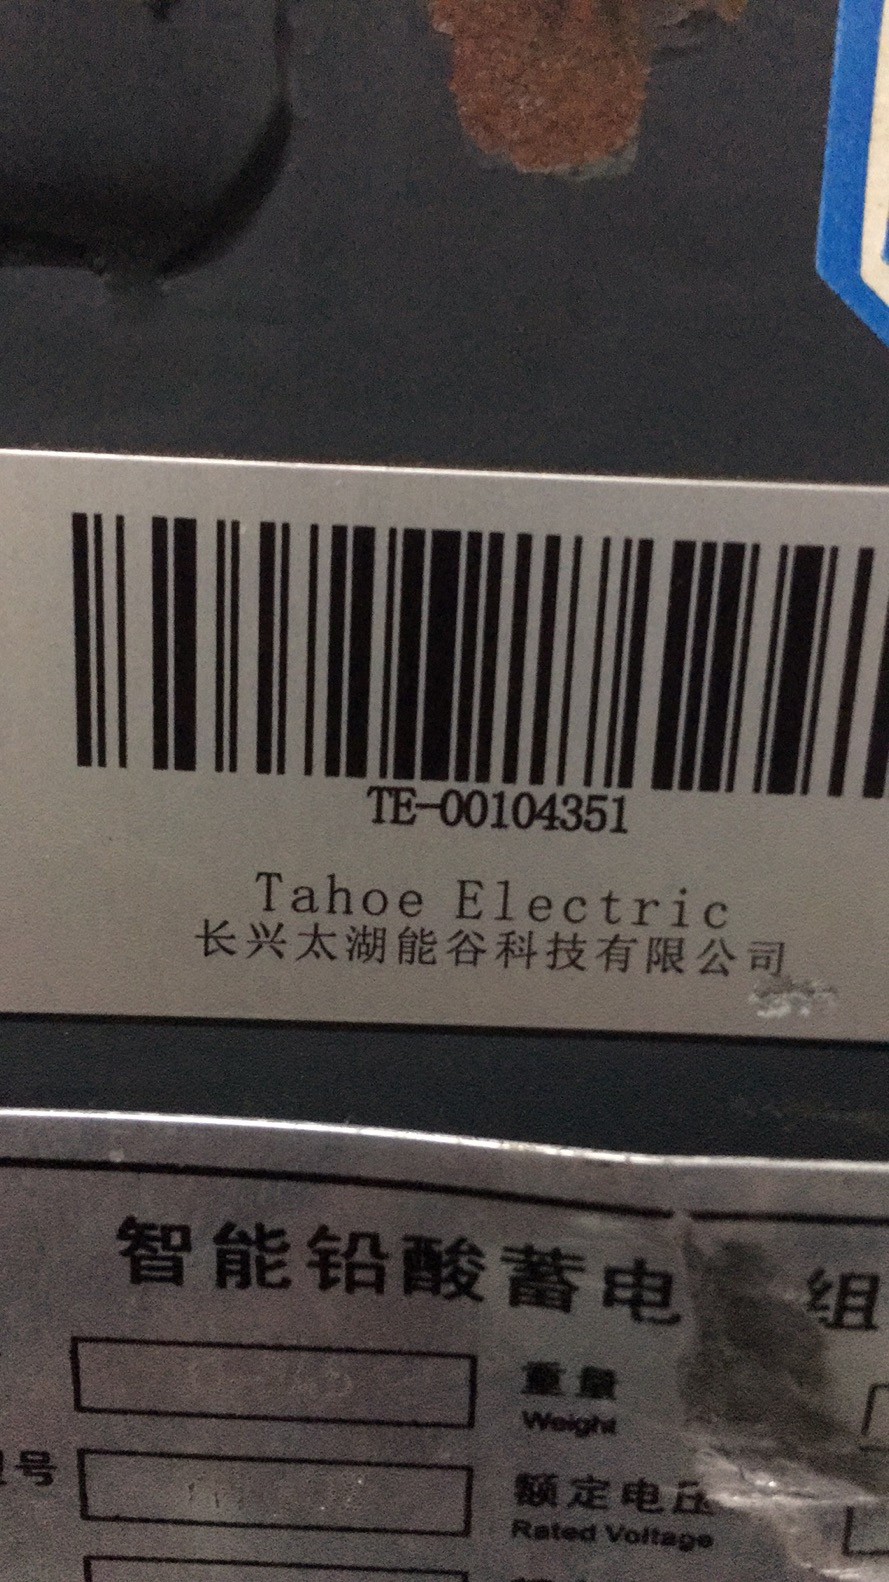 TE-00104351
Tahoe Electric
长兴太湖能谷科技有限公司
智能铅酸蓄电 组
重量
Weight
号
额定电压
Rated Voltage